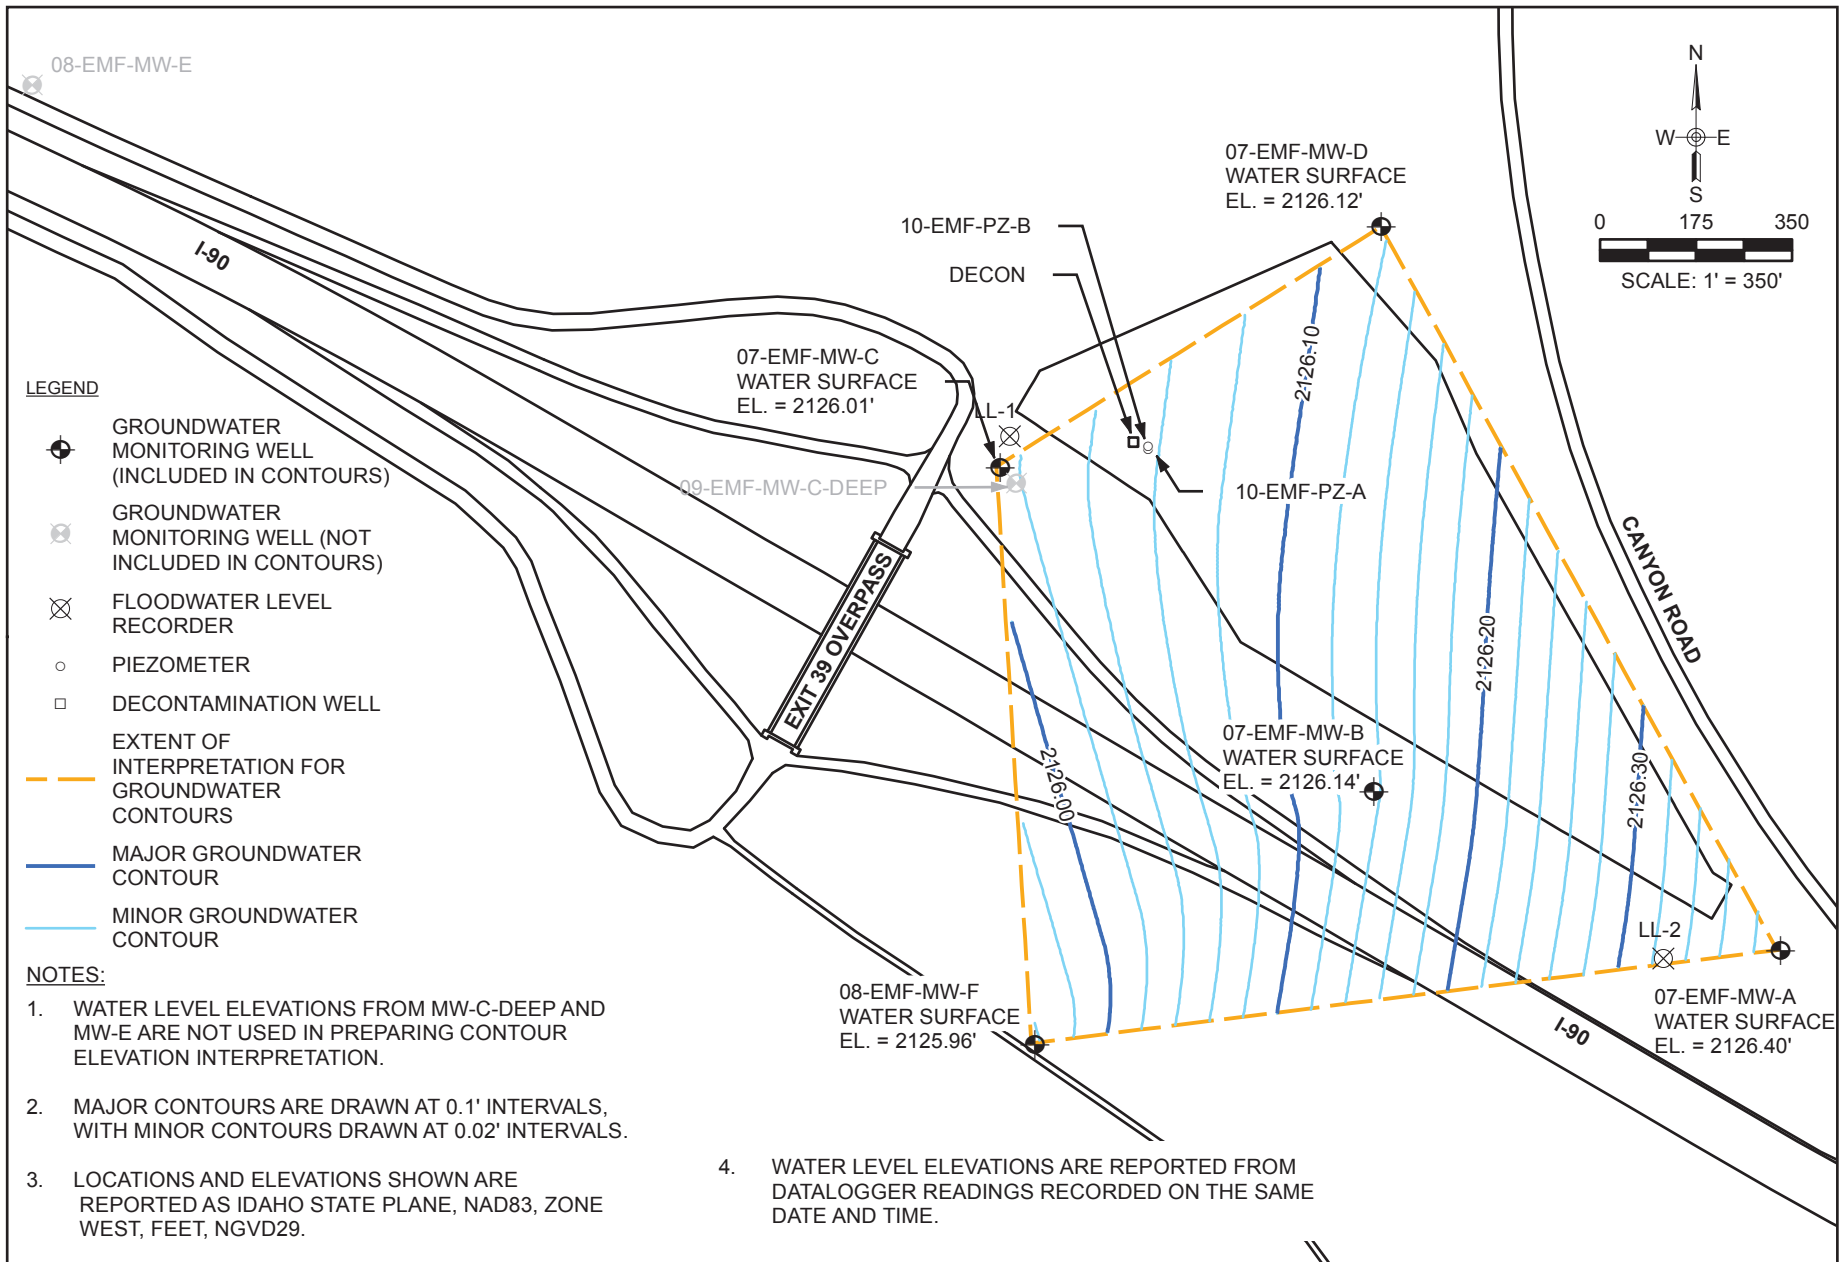 08-EMF-MW-E
N
W
E
S
0 175 350
SCALE: 1' = 350'
07-EMF-MW-D
WATER SURFACE
EL. = 2126.12'
10-EMF-PZ-B
DECON
I-90
2126.10
07-EMF-MW-C
WATER SURFACE
EL. = 2126.01'
LL-1
09-EMF-MW-C-DEEP
10-EMF-PZ-A
CANYON ROAD
EXIT 39 OVERPASS
2126.20
2126.00
07-EMF-MW-B
WATER SURFACE
EL. = 2126.14'
2126.30
LL-2
08-EMF-MW-F
WATER SURFACE
EL. = 2125.96'
I-90
07-EMF-MW-A
WATER SURFACE
EL. = 2126.40'
LEGEND
GROUNDWATER
MONITORING WELL
(INCLUDED IN CONTOURS)
GROUNDWATER
MONITORING WELL (NOT
INCLUDED IN CONTOURS)
FLOODWATER LEVEL
RECORDER
PIEZOMETER
DECONTAMINATION WELL
EXTENT OF
INTERPRETATION FOR
GROUNDWATER
CONTOURS
MAJOR GROUNDWATER
CONTOUR
MINOR GROUNDWATER
CONTOUR
NOTES:
1. WATER LEVEL ELEVATIONS FROM MW-C-DEEP AND
MW-E ARE NOT USED IN PREPARING CONTOUR
ELEVATION INTERPRETATION.
2. MAJOR CONTOURS ARE DRAWN AT 0.1' INTERVALS,
WITH MINOR CONTOURS DRAWN AT 0.02' INTERVALS.
3. LOCATIONS AND ELEVATIONS SHOWN ARE
REPORTED AS IDAHO STATE PLANE, NAD83, ZONE
WEST, FEET, NGVD29.
4. WATER LEVEL ELEVATIONS ARE REPORTED FROM
DATALOGGER READINGS RECORDED ON THE SAME
DATE AND TIME.